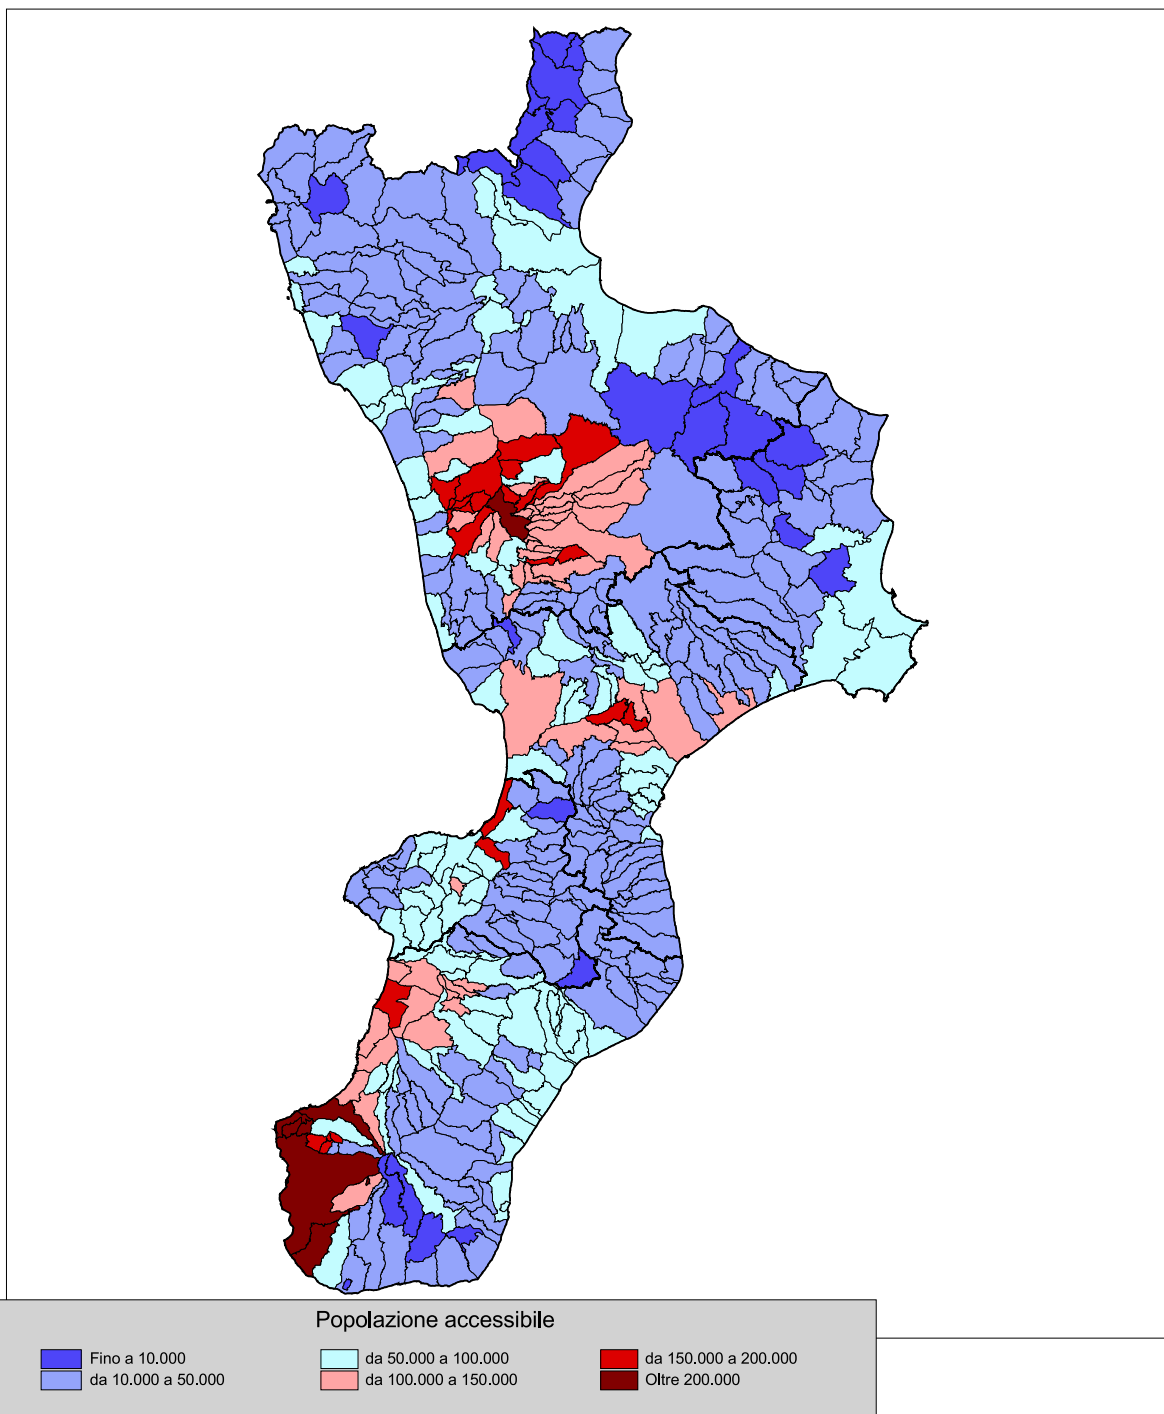 Popolazione accessibile
Fino a 10.000
da 10.000 a 50.000
da 50.000 a 100.000
da 100.000 a 150.000
da 150.000 a 200.000
Oltre 200.000